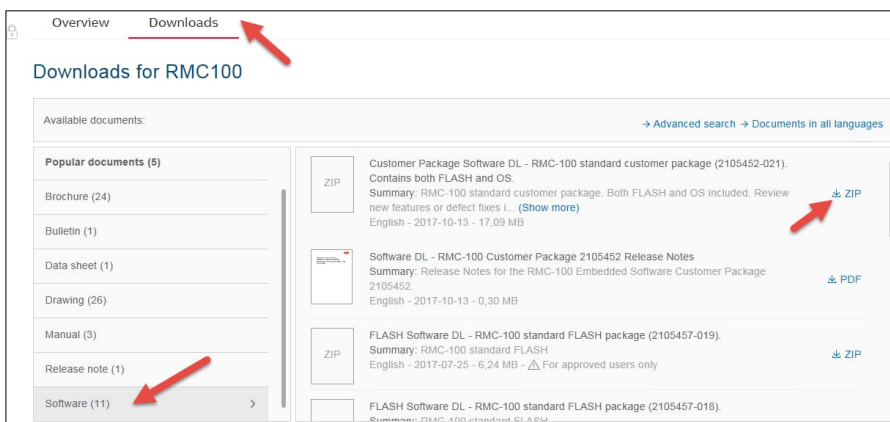 Overview Downloads
Downloads for RMC100
Available documents:
→ Advanced search → Documents in all languages
Popular documents (5)
Brochure (24)
Bulletin (1)
Data sheet (1)
Drawing (26)
Manual (3)
Release note (1)
Software (11)
ZIP
Customer Package Software DL - RMC-100 standard customer package (2105452-021).
Contains both FLASH and OS.
Summary: RMC-100 standard customer package. Both FLASH and OS included. Review
new features or defect fixes i... (Show more)
English - 2017-10-13 - 17,09 MB
ZIP
Software DL - RMC-100 Customer Package 2105452 Release Notes
Summary: Release Notes for the RMC-100 Embedded Software Customer Package
2105452.
English - 2017-10-13 - 0,30 MB
PDF
ZIP
FLASH Software DL - RMC-100 standard FLASH package (2105457-019).
Summary: RMC-100 standard FLASH
English - 2017-07-25 - 6,24 MB - For approved users only
ZIP
FLASH Software DL - RMC-100 standard FLASH package (2105457-018).
Summary: RMC-100 standard FLASH